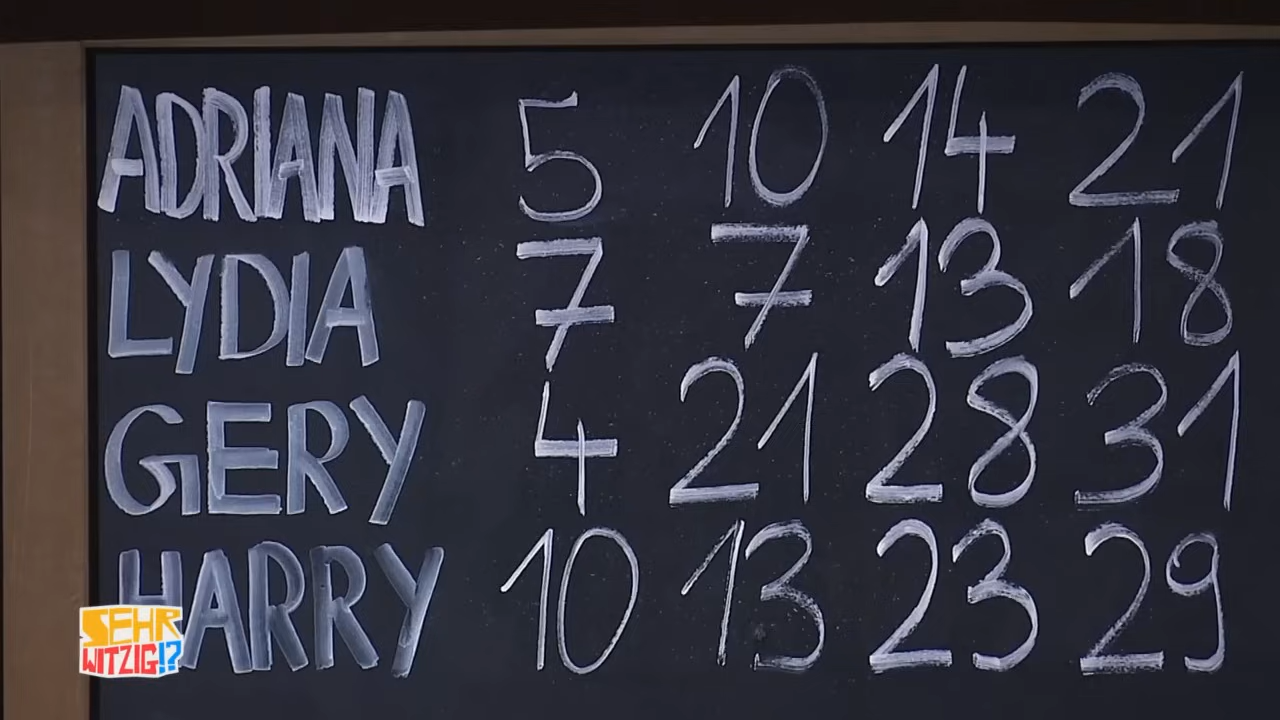 ADRIANA 5 10 14 21
LYDIA 7 7 13 18
GERY 4 21 28 31
HARRY 10 13 23 29
SEHR
WITZIG!?